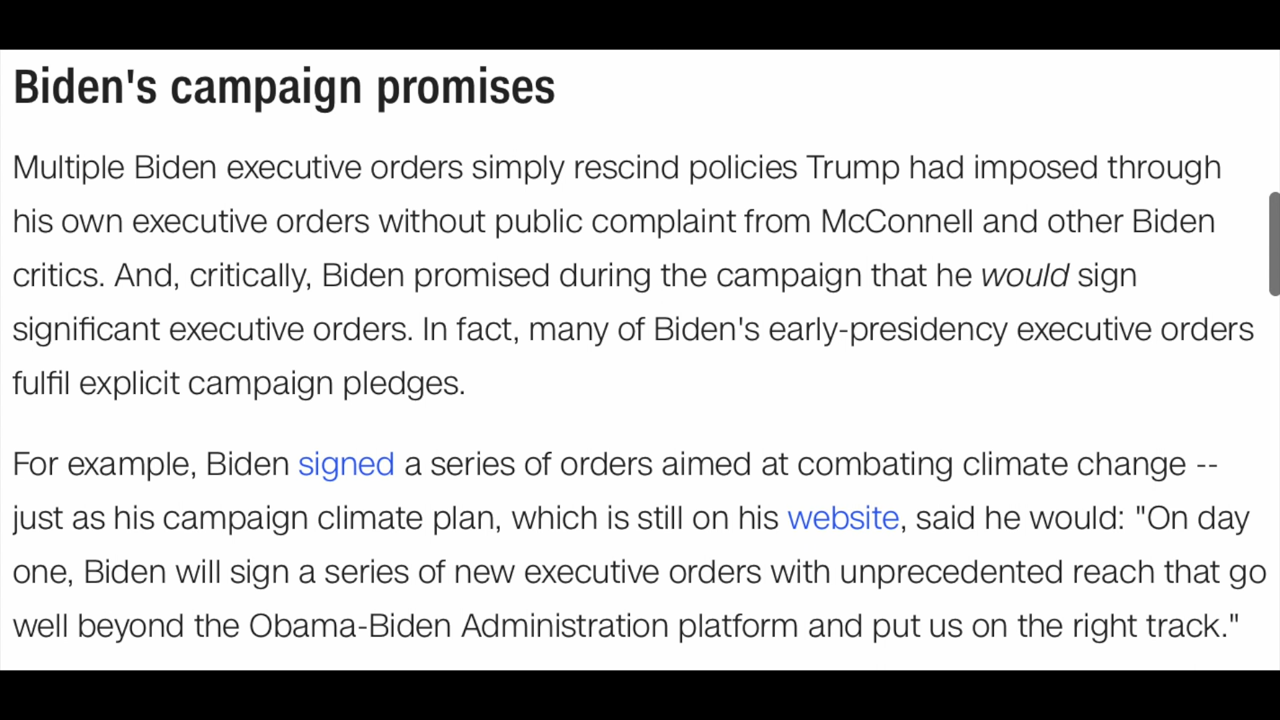 Biden's campaign promises
Multiple Biden executive orders simply rescind policies Trump had imposed through
his own executive orders without public complaint from McConnell and other Biden
critics. And, critically, Biden promised during the campaign that he would sign
significant executive orders. In fact, many of Biden's early-presidency executive orders
fulfil explicit campaign pledges.
For example, Biden signed a series of orders aimed at combating climate change --
just as his campaign climate plan, which is still on his website, said he would: "On day
one, Biden will sign a series of new executive orders with unprecedented reach that go
well beyond the Obama-Biden Administration platform and put us on the right track."